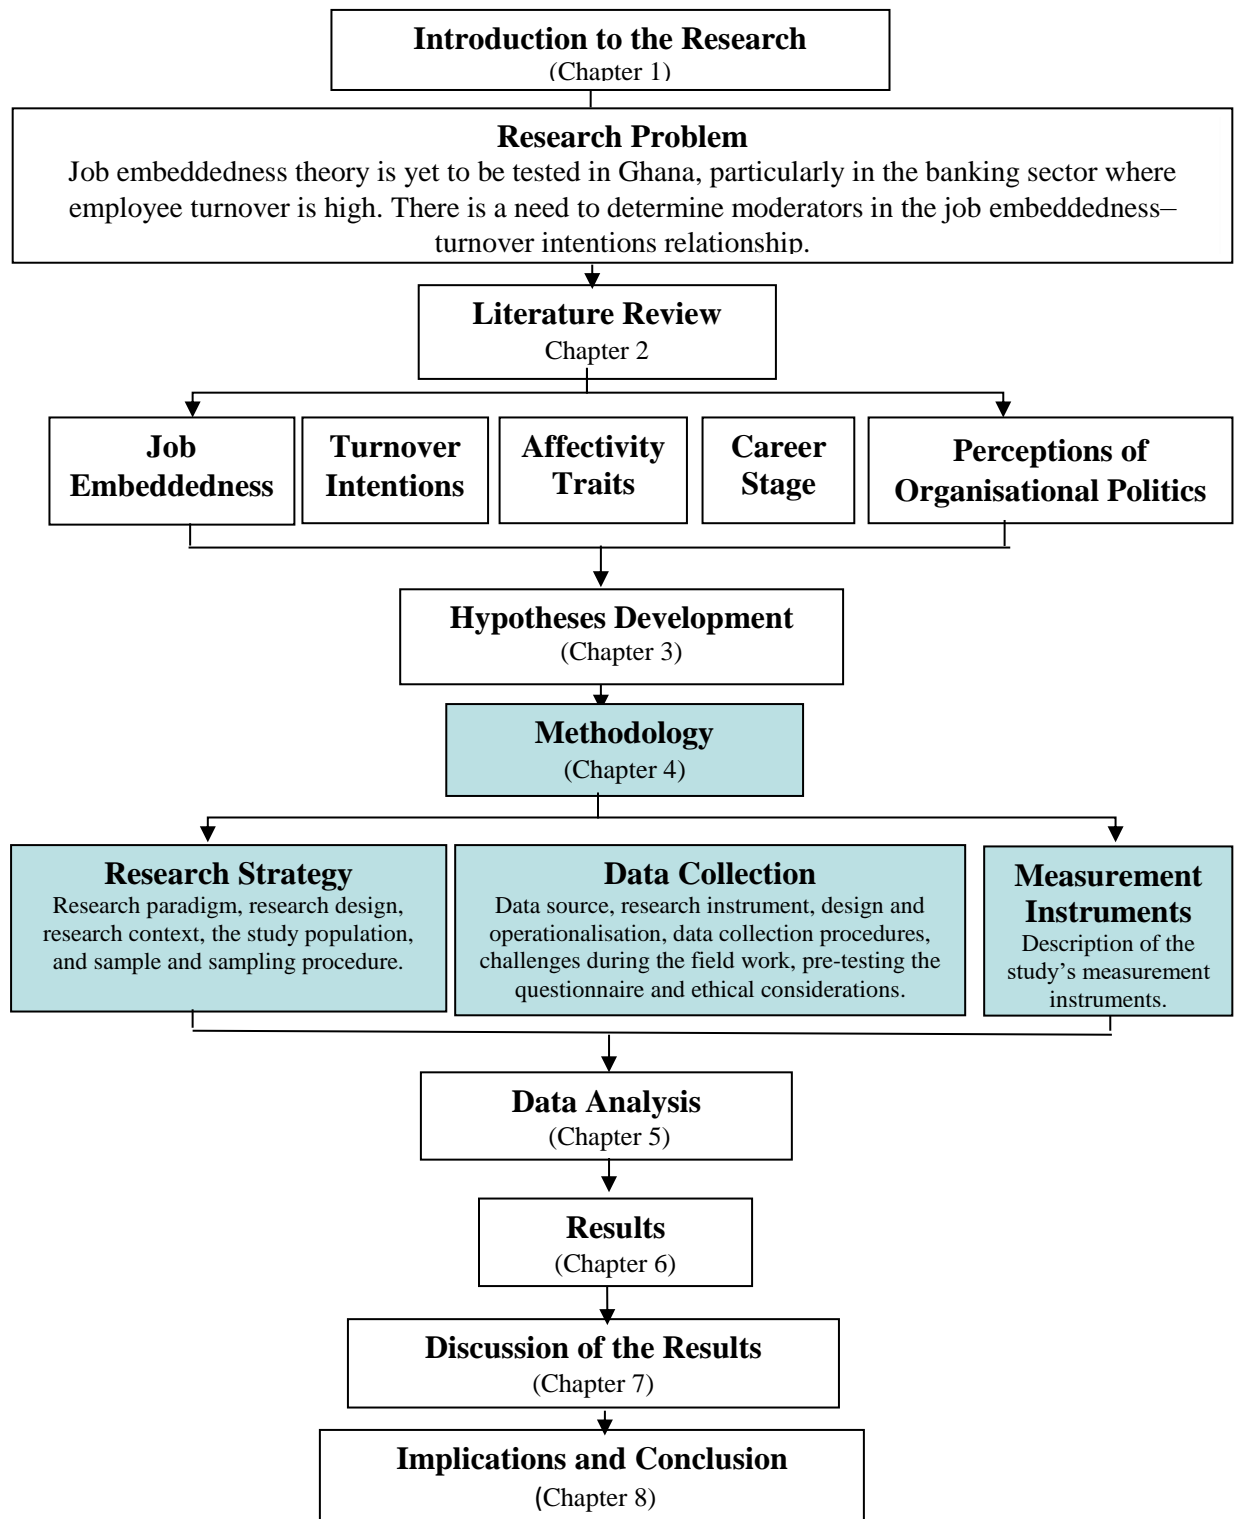 Introduction to the Research
(Chapter 1)
Research Problem
Job embeddedness theory is yet to be tested in Ghana, particularly in the banking sector where
employee turnover is high. There is a need to determine moderators in the job embeddedness–
turnover intentions relationship.
Literature Review
Chapter 2
Job
Embeddedness
Turnover
Intentions
Affectivity
Traits
Career
Stage
Perceptions of
Organisational Politics
Hypotheses Development
(Chapter 3)
Methodology
(Chapter 4)
Research Strategy
Research paradigm, research design,
research context, the study population,
and sample and sampling procedure.
Data Collection
Data source, research instrument, design and
operationalisation, data collection procedures,
challenges during the field work, pre-testing the
questionnaire and ethical considerations.
Measurement
Instruments
Description of the
study’s measurement
instruments.
Data Analysis
(Chapter 5)
Results
(Chapter 6)
Discussion of the Results
(Chapter 7)
Implications and Conclusion
(Chapter 8)